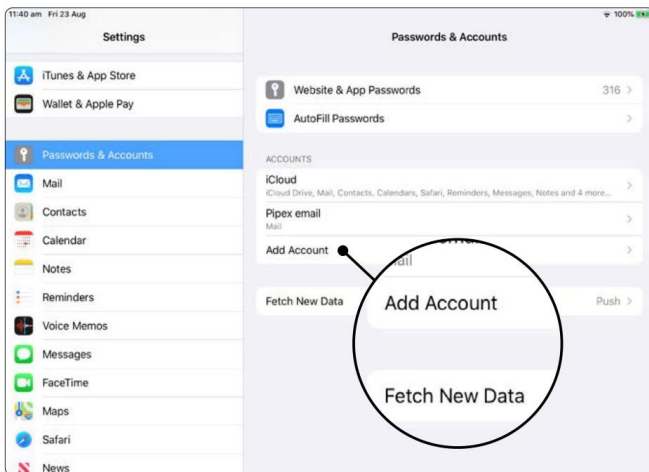 11:40 am Fri 23 Aug
100%
Settings
iTunes & App Store
Wallet & Apple Pay
Passwords & Accounts
Mail
Contacts
Calendar
Notes
Reminders
Voice Memos
Messages
FaceTime
Maps
Safari
News
Passwords & Accounts
Website & App Passwords 316
AutoFill Passwords
ACCOUNTS
iCloud
iCloud Drive, Mail, Contacts, Calendars, Safari, Reminders, Messages, Notes and 4 more...
Pipex email
Mail
Add Account
Fetch New Data Push
Add Account
Fetch New Data